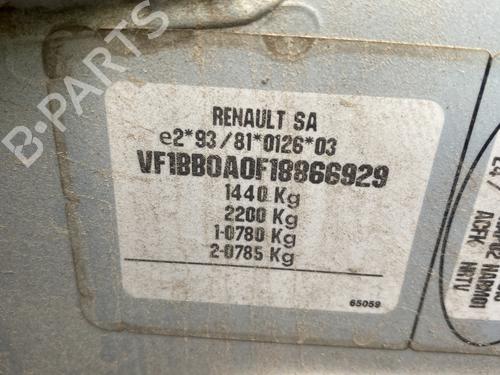 B-PARTS
RENAULT SA
e2*93/81*0126*03
VF1BB0A0F18866929
1440 Kg
2200 Kg
1-0780 Kg
2-0785 Kg
65059